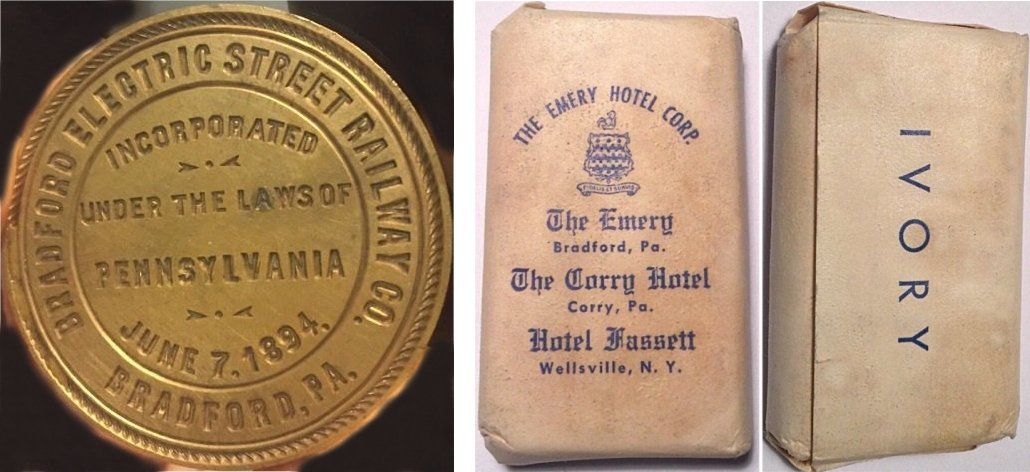 BRADFORD ELECTRIC STREET RAILWAY CO.
INCORPORATED
UNDER THE LAWS OF
PENNSYLVANIA
JUNE 7, 1894.
BRADFORD, PA.
THE EMERY HOTEL CORP.
The Emery
Bradford, Pa.
The Corry Hotel
Corry, Pa.
Hotel Fassett
Wellsville, N. Y.
IVORY